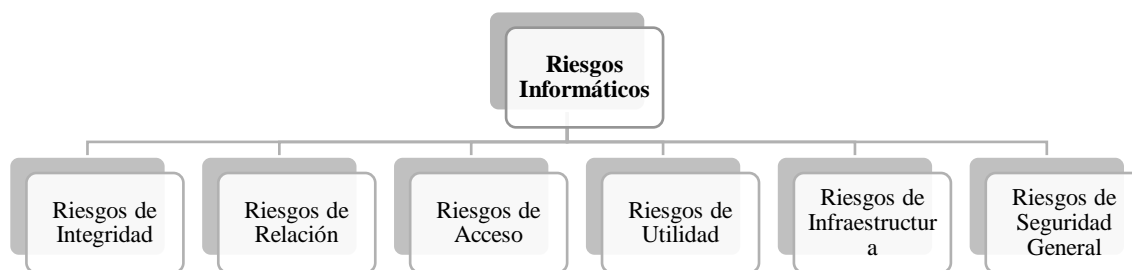 Riesgos
Informáticos
Riesgos de
Integridad
Riesgos de
Relación
Riesgos de
Acceso
Riesgos de
Utilidad
Riesgos de
Infraestructur
a
Riesgos de
Seguridad
General